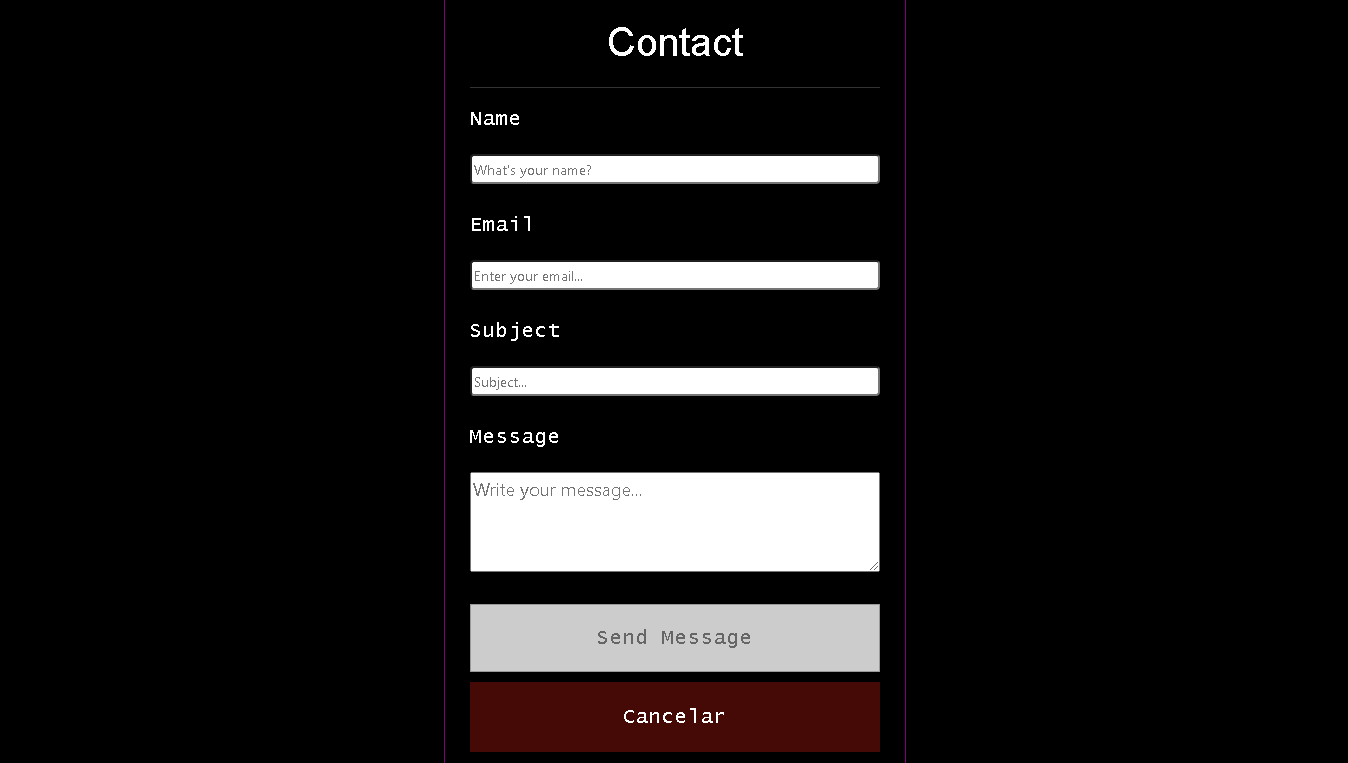 Contact
Name
What's your name?
Email
Enter your email...
Subject
Subject...
Message
Write your message...
Send Message
Cancelar